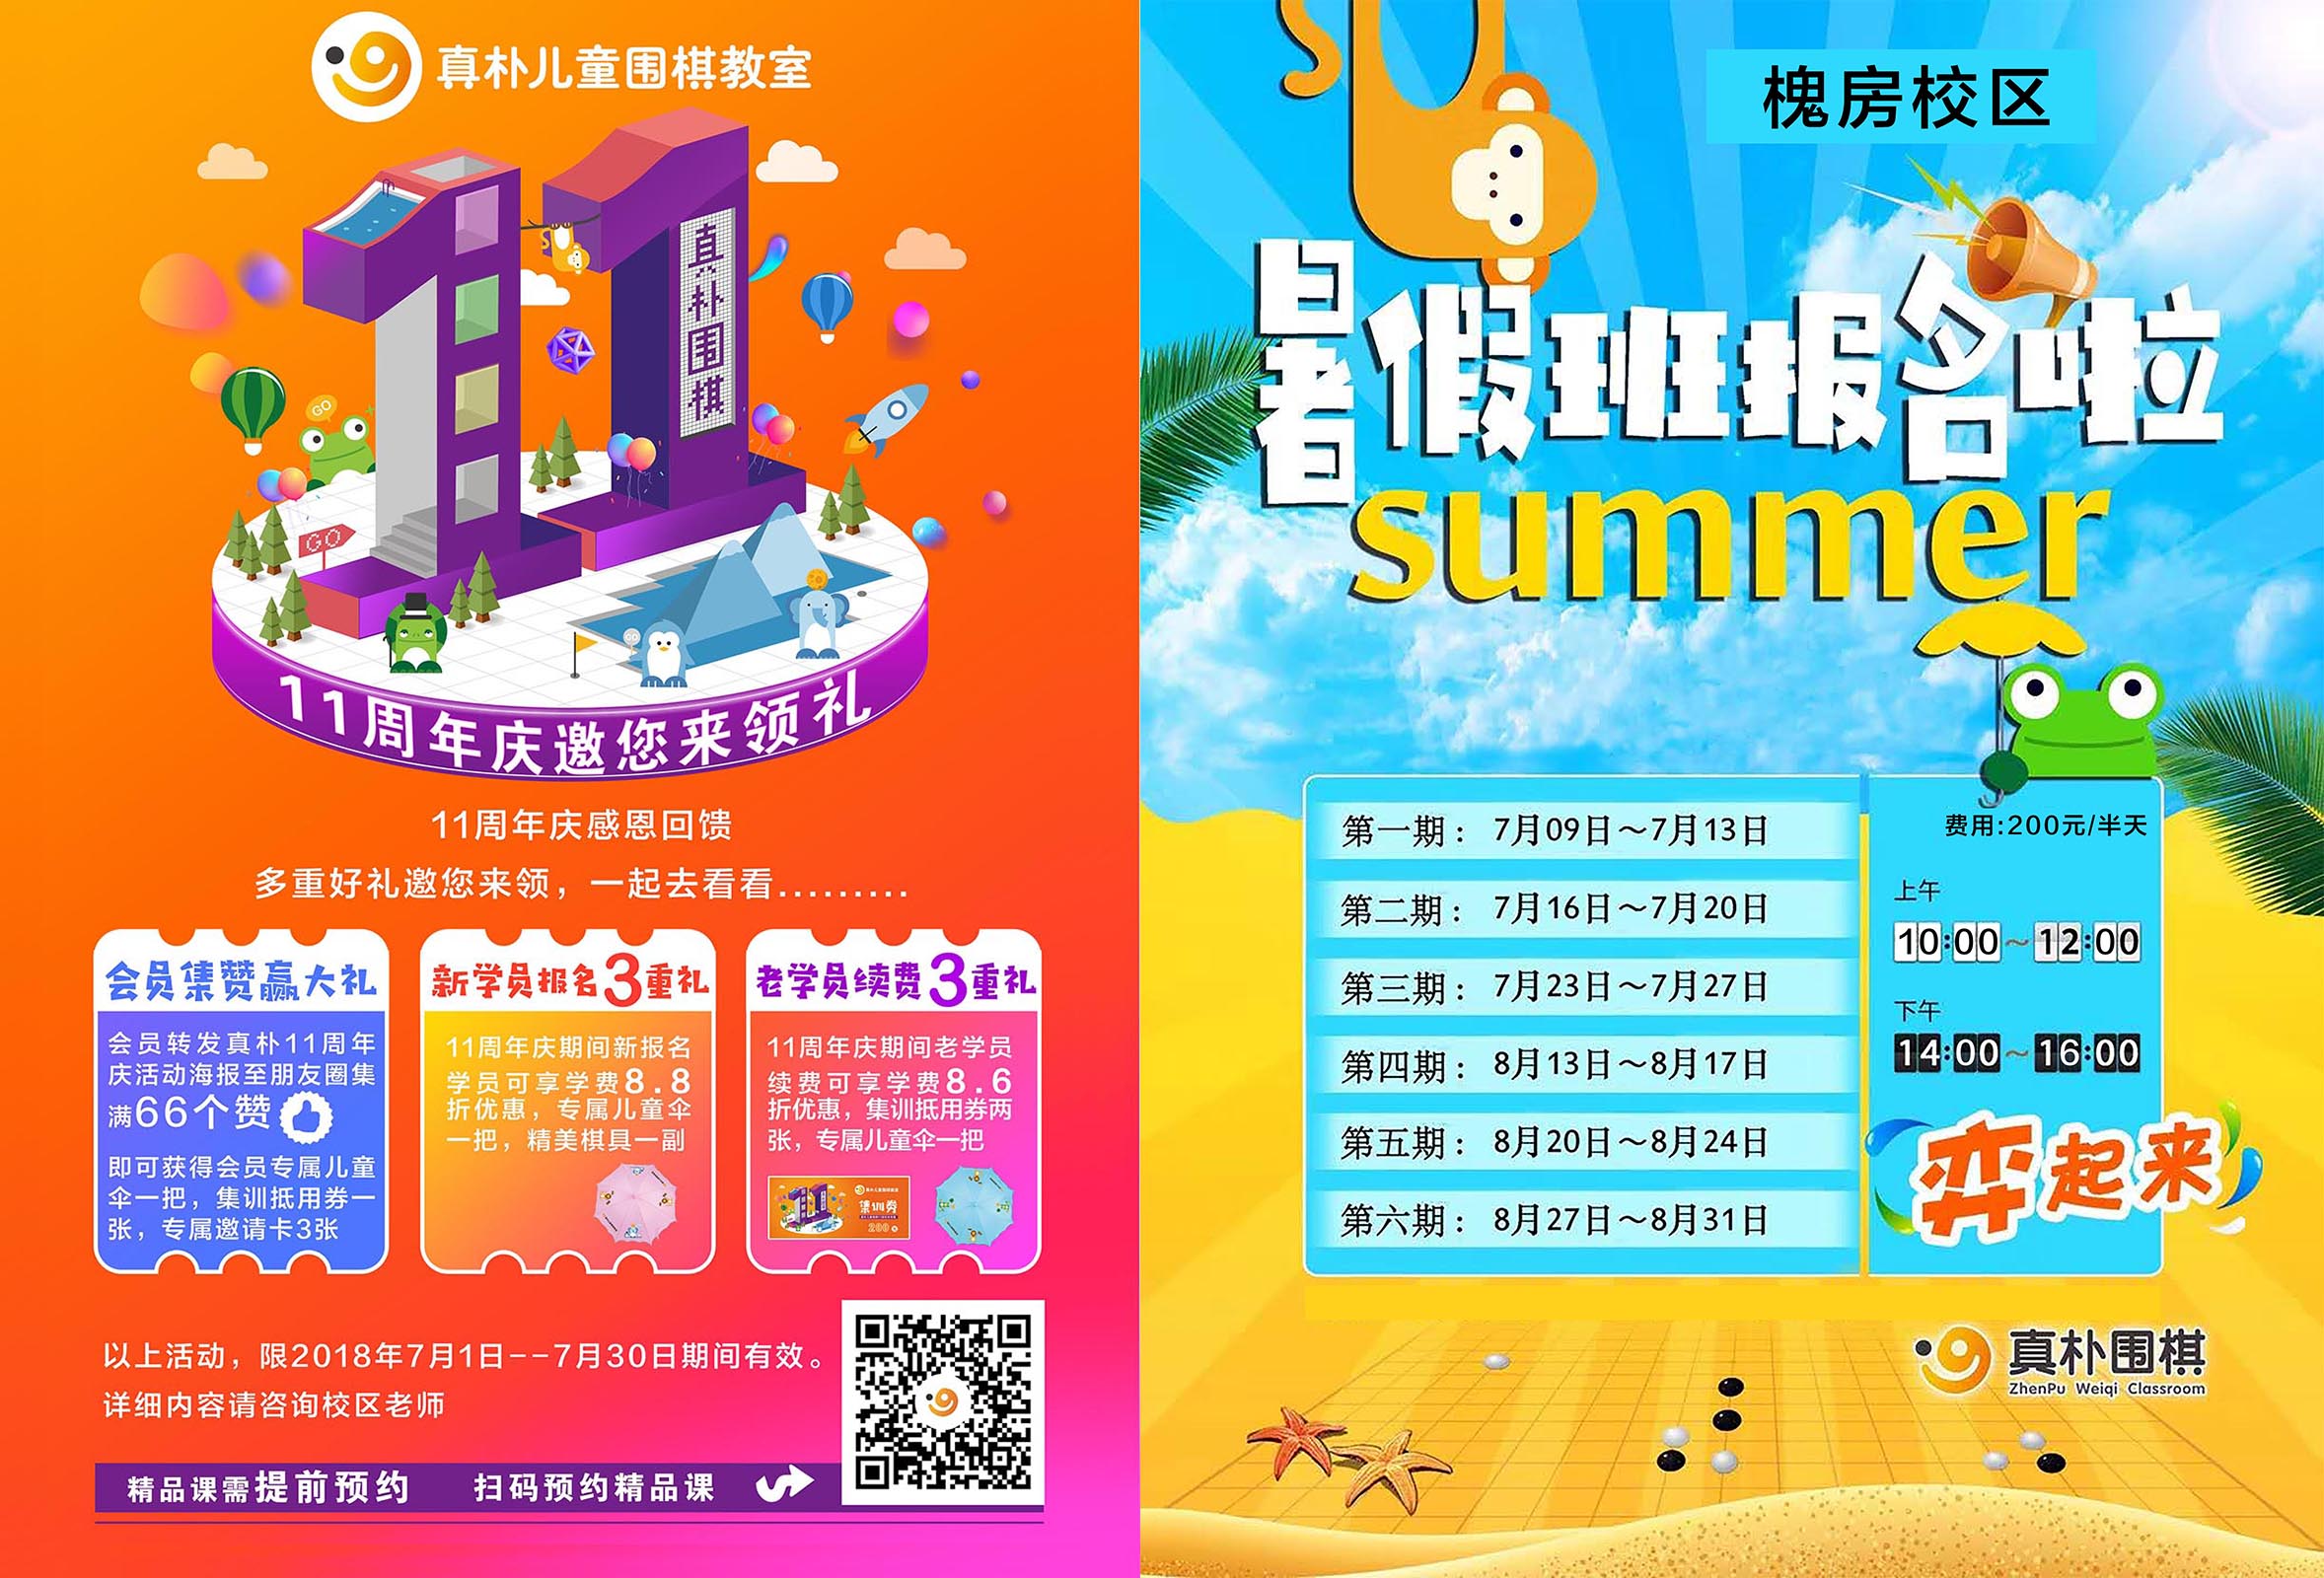 真朴儿童围棋教室
真朴围棋
GO
GO
GO
11周年庆邀您来领礼
11周年庆感恩回馈
多重好礼邀您来领，一起去看看.........
会员集赞赢大礼
会员转发真朴11周年
庆活动海报至朋友圈集
满66个赞
即可获得会员专属儿童
伞一把，集训抵用券一
张，专属邀请卡3张
新学员报名3重礼
11周年庆期间新报名
学员可享学费8.8
折优惠，专属儿童伞
一把，精美棋具一副
老学员续费3重礼
11周年庆期间老学员
续费可享学费8.6
折优惠，集训抵用券两
张，专属儿童伞一把
集训券
200
以上活动，限2018年7月1日--7月30日期间有效。
详细内容请咨询校区老师
精品课需提前预约 扫码预约精品课
槐房校区
暑假班报名啦
summer
第一期：7月09日～7月13日
第二期：7月16日～7月20日
第三期：7月23日～7月27日
第四期：8月13日～8月17日
第五期：8月20日～8月24日
第六期：8月27日～8月31日
费用:200元/半天
上午
10:00～12:00
下午
14:00～16:00
弈起来
真朴围棋
ZhenPu Weiqi Classroom